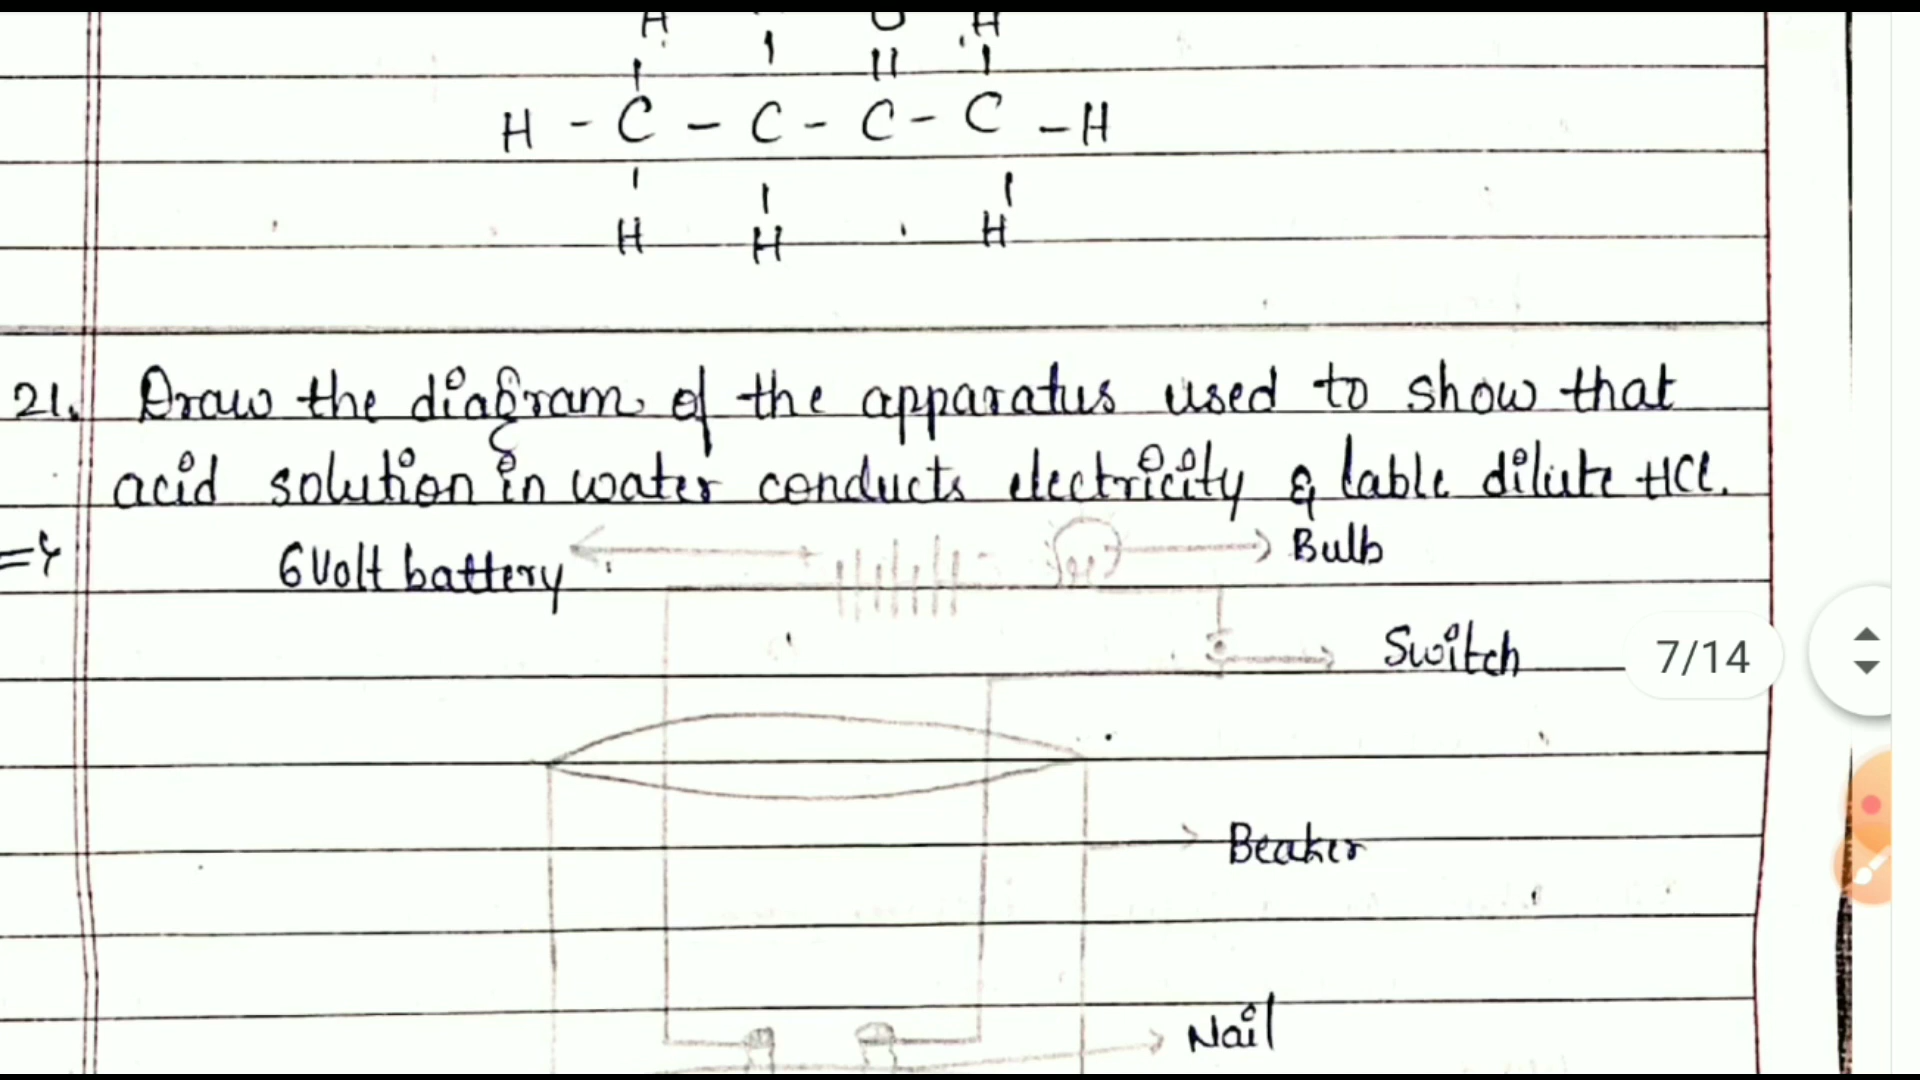 H O H
H - C - C - C - C - H
H H H
21. Draw the diagram of the apparatus used to show that
acid solution in water conducts electricity & lable dilute HCl.
=> 6Volt battery Bulb
Switch
7/14
Beaker
Nail